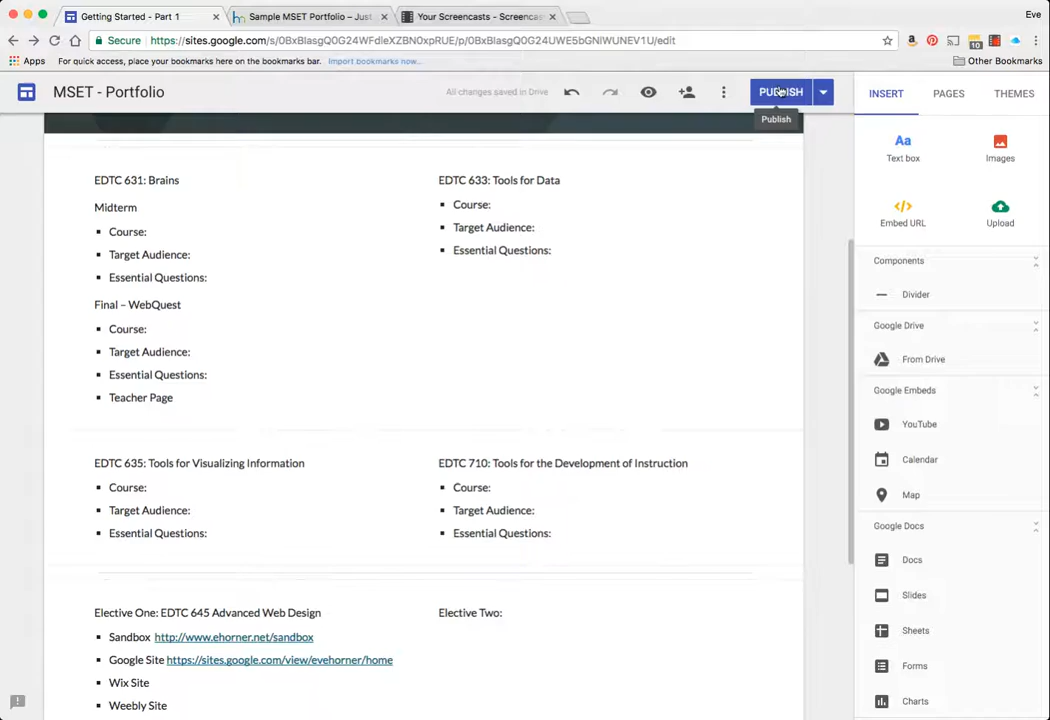 Getting Started - Part 1
Sample MSET Portfolio – Just
Your Screencasts - Screencas
Eve
Secure
https://sites.google.com/s/0BxBIasgQ0G24WFdleXZBN0xpRUE/p/0BxBIasgQ0G24UWE5bGNlWUNEV1U/edit
10
Apps
For quick access, place your bookmarks here on the bookmarks bar. Import bookmarks now...
Other Bookmarks
MSET - Portfolio
All changes saved in Drive
PUBLISH
Publish
INSERT
PAGES
THEMES
Aa
Text box
Images
Embed URL
Upload
Components
Divider
Google Drive
From Drive
Google Embeds
YouTube
Calendar
Map
Google Docs
Docs
Slides
Sheets
Forms
Charts
EDTC 631: Brains
Midterm
Course:
Target Audience:
Essential Questions:
Final – WebQuest
Course:
Target Audience:
Essential Questions:
Teacher Page
EDTC 633: Tools for Data
Course:
Target Audience:
Essential Questions:
EDTC 635: Tools for Visualizing Information
Course:
Target Audience:
Essential Questions:
EDTC 710: Tools for the Development of Instruction
Course:
Target Audience:
Essential Questions:
Elective One: EDTC 645 Advanced Web Design
Sandbox http://www.ehorner.net/sandbox
Google Site https://sites.google.com/view/evehorner/home
Wix Site
Weebly Site
Elective Two: